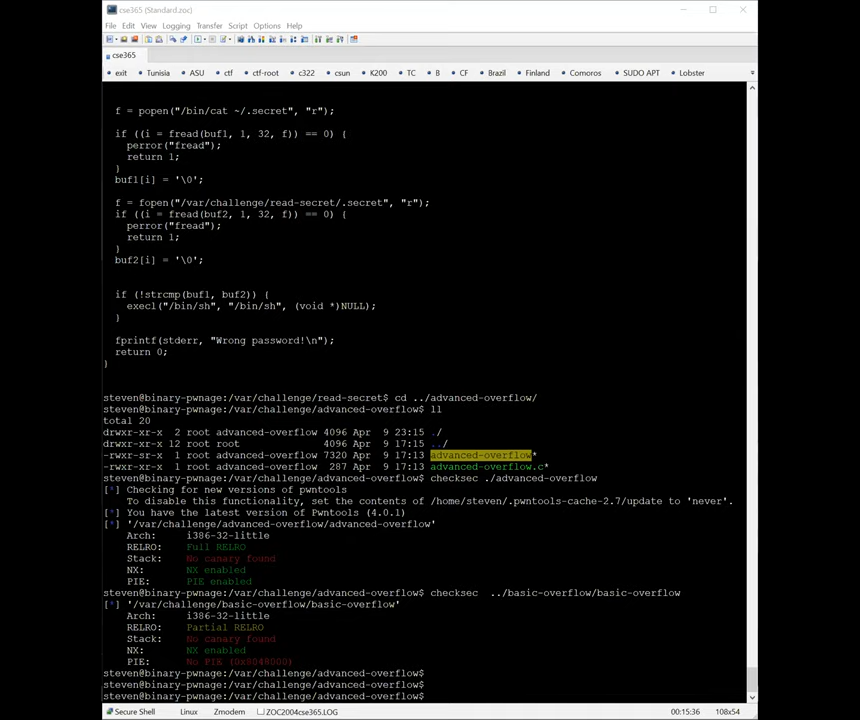 cse365 (Standard.zoc)
File Edit View Logging Transfer Script Options Help
cse365
exit Tunisia ASU ctf ctf-root c322 csun K200 TC B CF Brazil Finland Comoros SUDO APT Lobster
f = popen("/bin/cat ~/.secret", "r");
if ((i = fread(buf1, 1, 32, f)) == 0) {
perror("fread");
return 1;
}
buf1[i] = '\0';
f = fopen("/var/challenge/read-secret/.secret", "r");
if ((i = fread(buf2, 1, 32, f)) == 0) {
perror("fread");
return 1;
}
buf2[i] = '\0';
if (!strcmp(buf1, buf2)) {
execl("/bin/sh", "/bin/sh", (void *)NULL);
}
fprintf(stderr, "Wrong password!\n");
return 0;
}
steven@binary-pwnage:/var/challenge/read-secret$ cd ../advanced-overflow/
steven@binary-pwnage:/var/challenge/advanced-overflow$ ll
total 20
drwxr-xr-x 2 root advanced-overflow 4096 Apr 9 23:15 ./
drwxr-xr-x 12 root root 4096 Apr 9 17:15 ../
-rwxr-sr-x 1 root advanced-overflow 7320 Apr 9 17:13 advanced-overflow*
-rwxr-xr-x 1 root advanced-overflow 287 Apr 9 17:13 advanced-overflow.c*
steven@binary-pwnage:/var/challenge/advanced-overflow$ checksec ./advanced-overflow
[*] Checking for new versions of pwntools
To disable this functionality, set the contents of /home/steven/.pwntools-cache-2.7/update to 'never'.
[*] You have the latest version of Pwntools (4.0.1)
[*] '/var/challenge/advanced-overflow/advanced-overflow'
Arch: i386-32-little
RELRO: Full RELRO
Stack: No canary found
NX: NX enabled
PIE: PIE enabled
steven@binary-pwnage:/var/challenge/advanced-overflow$ checksec ../basic-overflow/basic-overflow
[*] '/var/challenge/basic-overflow/basic-overflow'
Arch: i386-32-little
RELRO: Partial RELRO
Stack: No canary found
NX: NX enabled
PIE: No PIE (0x8048000)
steven@binary-pwnage:/var/challenge/advanced-overflow$
steven@binary-pwnage:/var/challenge/advanced-overflow$
steven@binary-pwnage:/var/challenge/advanced-overflow$
Secure Shell Linux Zmodem ZOC2004cse365.LOG 00:15:36 108x54